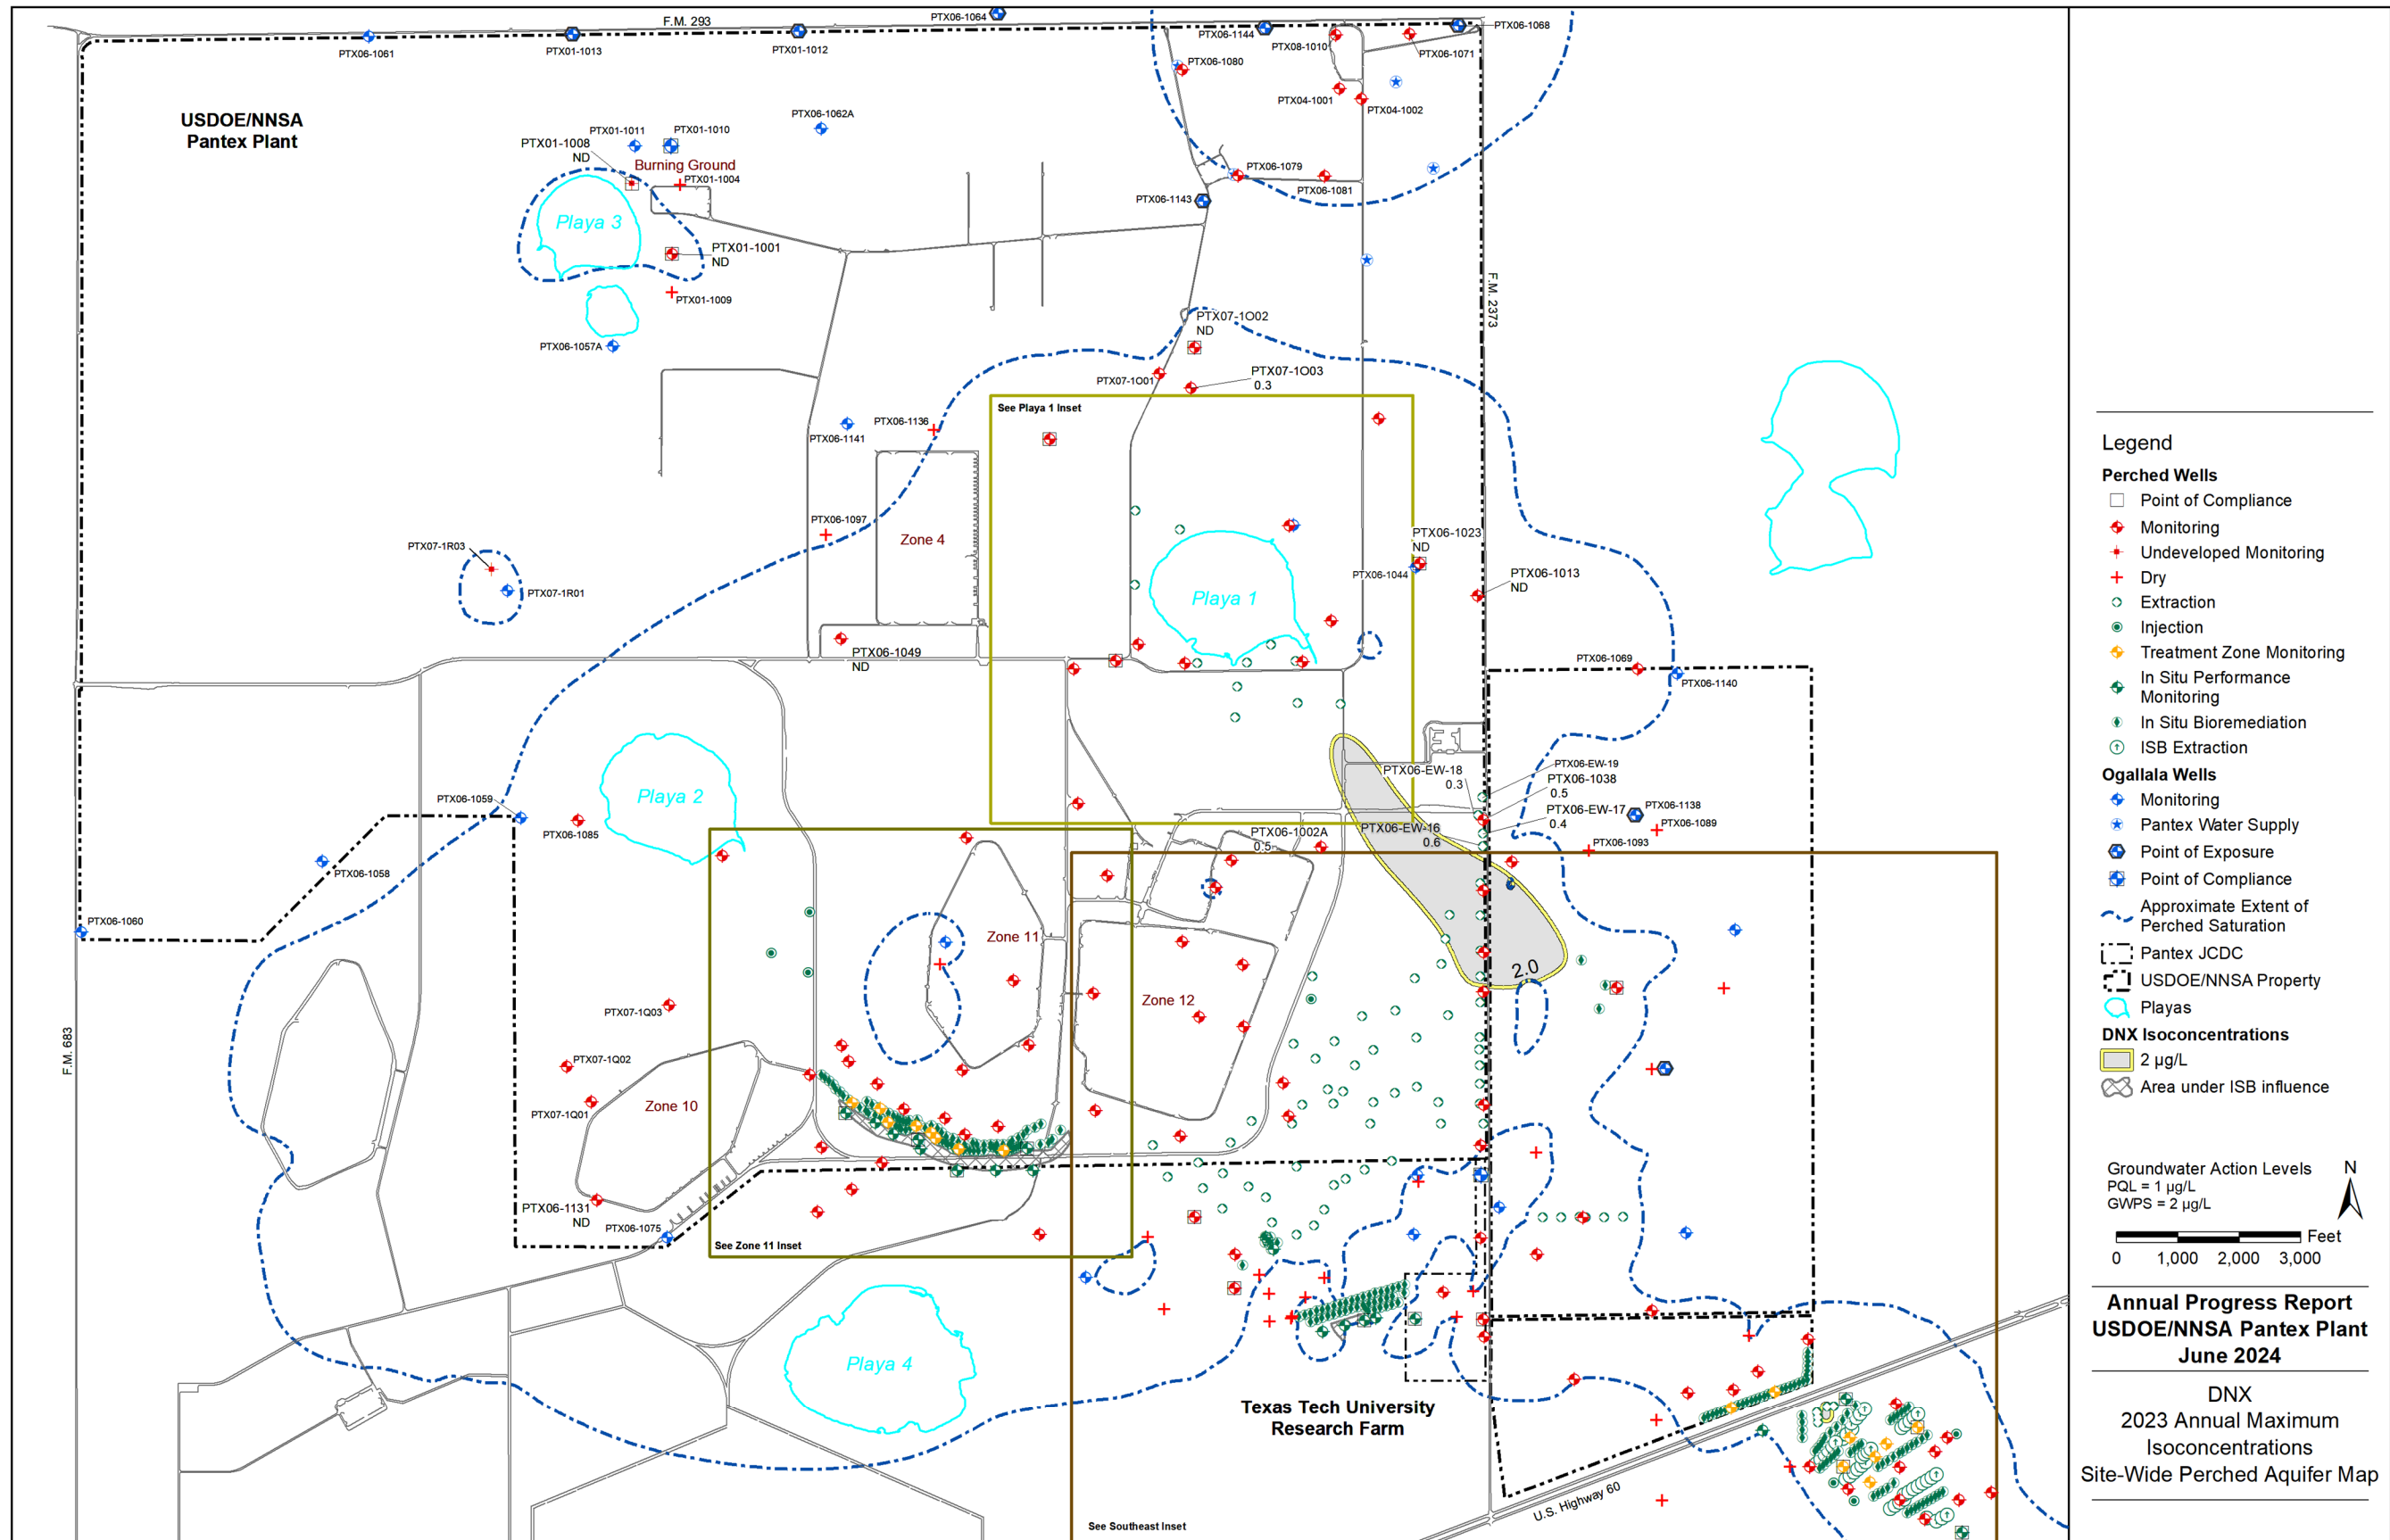 F.M. 293
PTX06-1064
PTX06-1061
PTX01-1013
PTX01-1012
PTX06-1144
PTX08-1010
PTX06-1068
PTX06-1071
PTX06-1080
PTX04-1001
PTX04-1002
USDOE/NNSA
Pantex Plant
PTX06-1062A
PTX01-1011
PTX01-1010
PTX01-1008
ND
Burning Ground
PTX01-1004
PTX06-1079
PTX06-1081
PTX06-1143
Playa 3
PTX01-1001
ND
PTX01-1009
F.M. 2373
PTX06-1057A
PTX07-1O02
ND
PTX07-1O01
PTX07-1O03
0.3
See Playa 1 Inset
PTX06-1141
PTX06-1136
PTX06-1097
Zone 4
PTX07-1R03
PTX07-1R01
PTX06-1023
ND
PTX06-1044
PTX06-1013
ND
Playa 1
PTX06-1049
ND
PTX06-1069
PTX06-1140
Playa 2
PTX06-1059
PTX06-1085
PTX06-1058
PTX06-1060
PTX06-EW-18
0.3
PTX06-EW-19
PTX06-1038
0.5
PTX06-EW-17
0.4
PTX06-EW-16
0.6
PTX06-1002A
0.5
PTX06-1138
PTX06-1089
PTX06-1093
Zone 11
Zone 12
2.0
PTX07-1Q03
PTX07-1Q02
PTX07-1Q01
Zone 10
F.M. 683
PTX06-1131
ND
PTX06-1075
See Zone 11 Inset
Playa 4
Texas Tech University
Research Farm
U.S. Highway 60
See Southeast Inset
Legend
Perched Wells
Point of Compliance
Monitoring
Undeveloped Monitoring
Dry
Extraction
Injection
Treatment Zone Monitoring
In Situ Performance
Monitoring
In Situ Bioremediation
ISB Extraction
Ogallala Wells
Monitoring
Pantex Water Supply
Point of Exposure
Point of Compliance
Approximate Extent of
Perched Saturation
Pantex JCDC
USDOE/NNSA Property
Playas
DNX Isoconcentrations
2 µg/L
Area under ISB influence
Groundwater Action Levels
PQL = 1 µg/L
GWPS = 2 µg/L
N
Feet
0 1,000 2,000 3,000
Annual Progress Report
USDOE/NNSA Pantex Plant
June 2024
DNX
2023 Annual Maximum
Isoconcentrations
Site-Wide Perched Aquifer Map